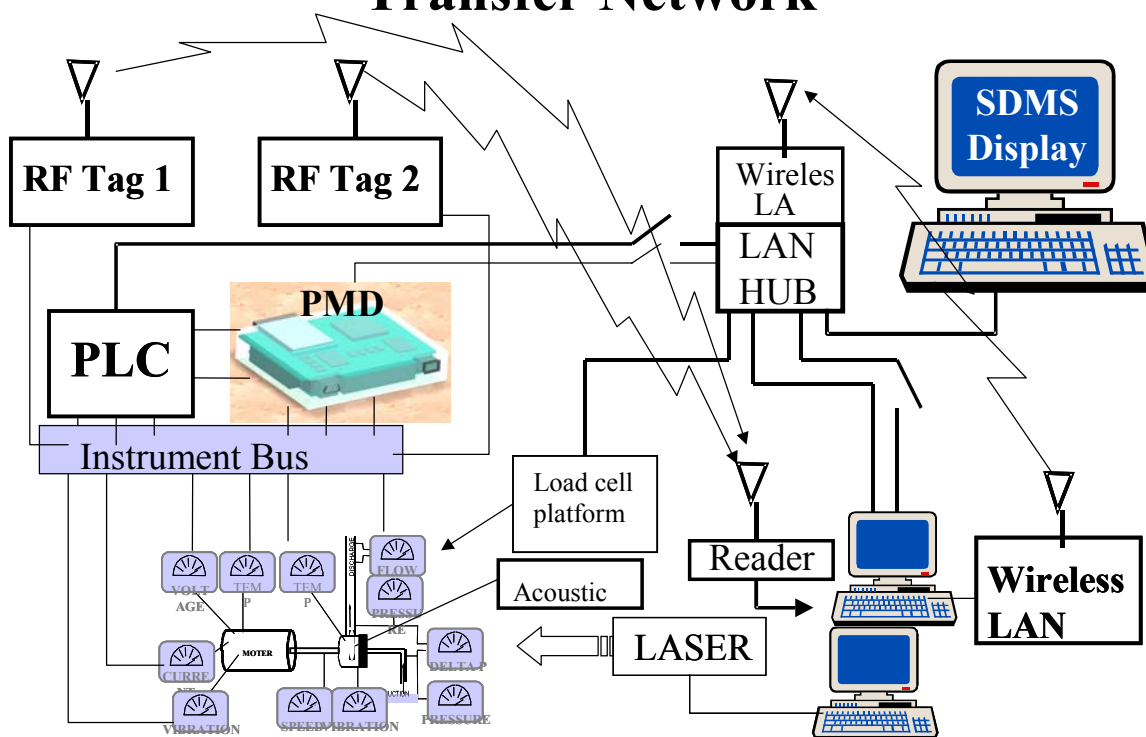 Transfer Network
SDMS
Display
RF Tag 1
RF Tag 2
Wireles
LA
LAN
HUB
PMD
PLC
Instrument Bus
Load cell
platform
Reader
Acoustic
Wireless
LAN
LASER
DISCHARGE
FLOW
VOLT
AGE
TEM
P
TEM
P
PRESSU
RE
MOTER
CURRE
DELTA P
UCTION
VIBRATION
SPEED
VIBRATION
PRESSURE